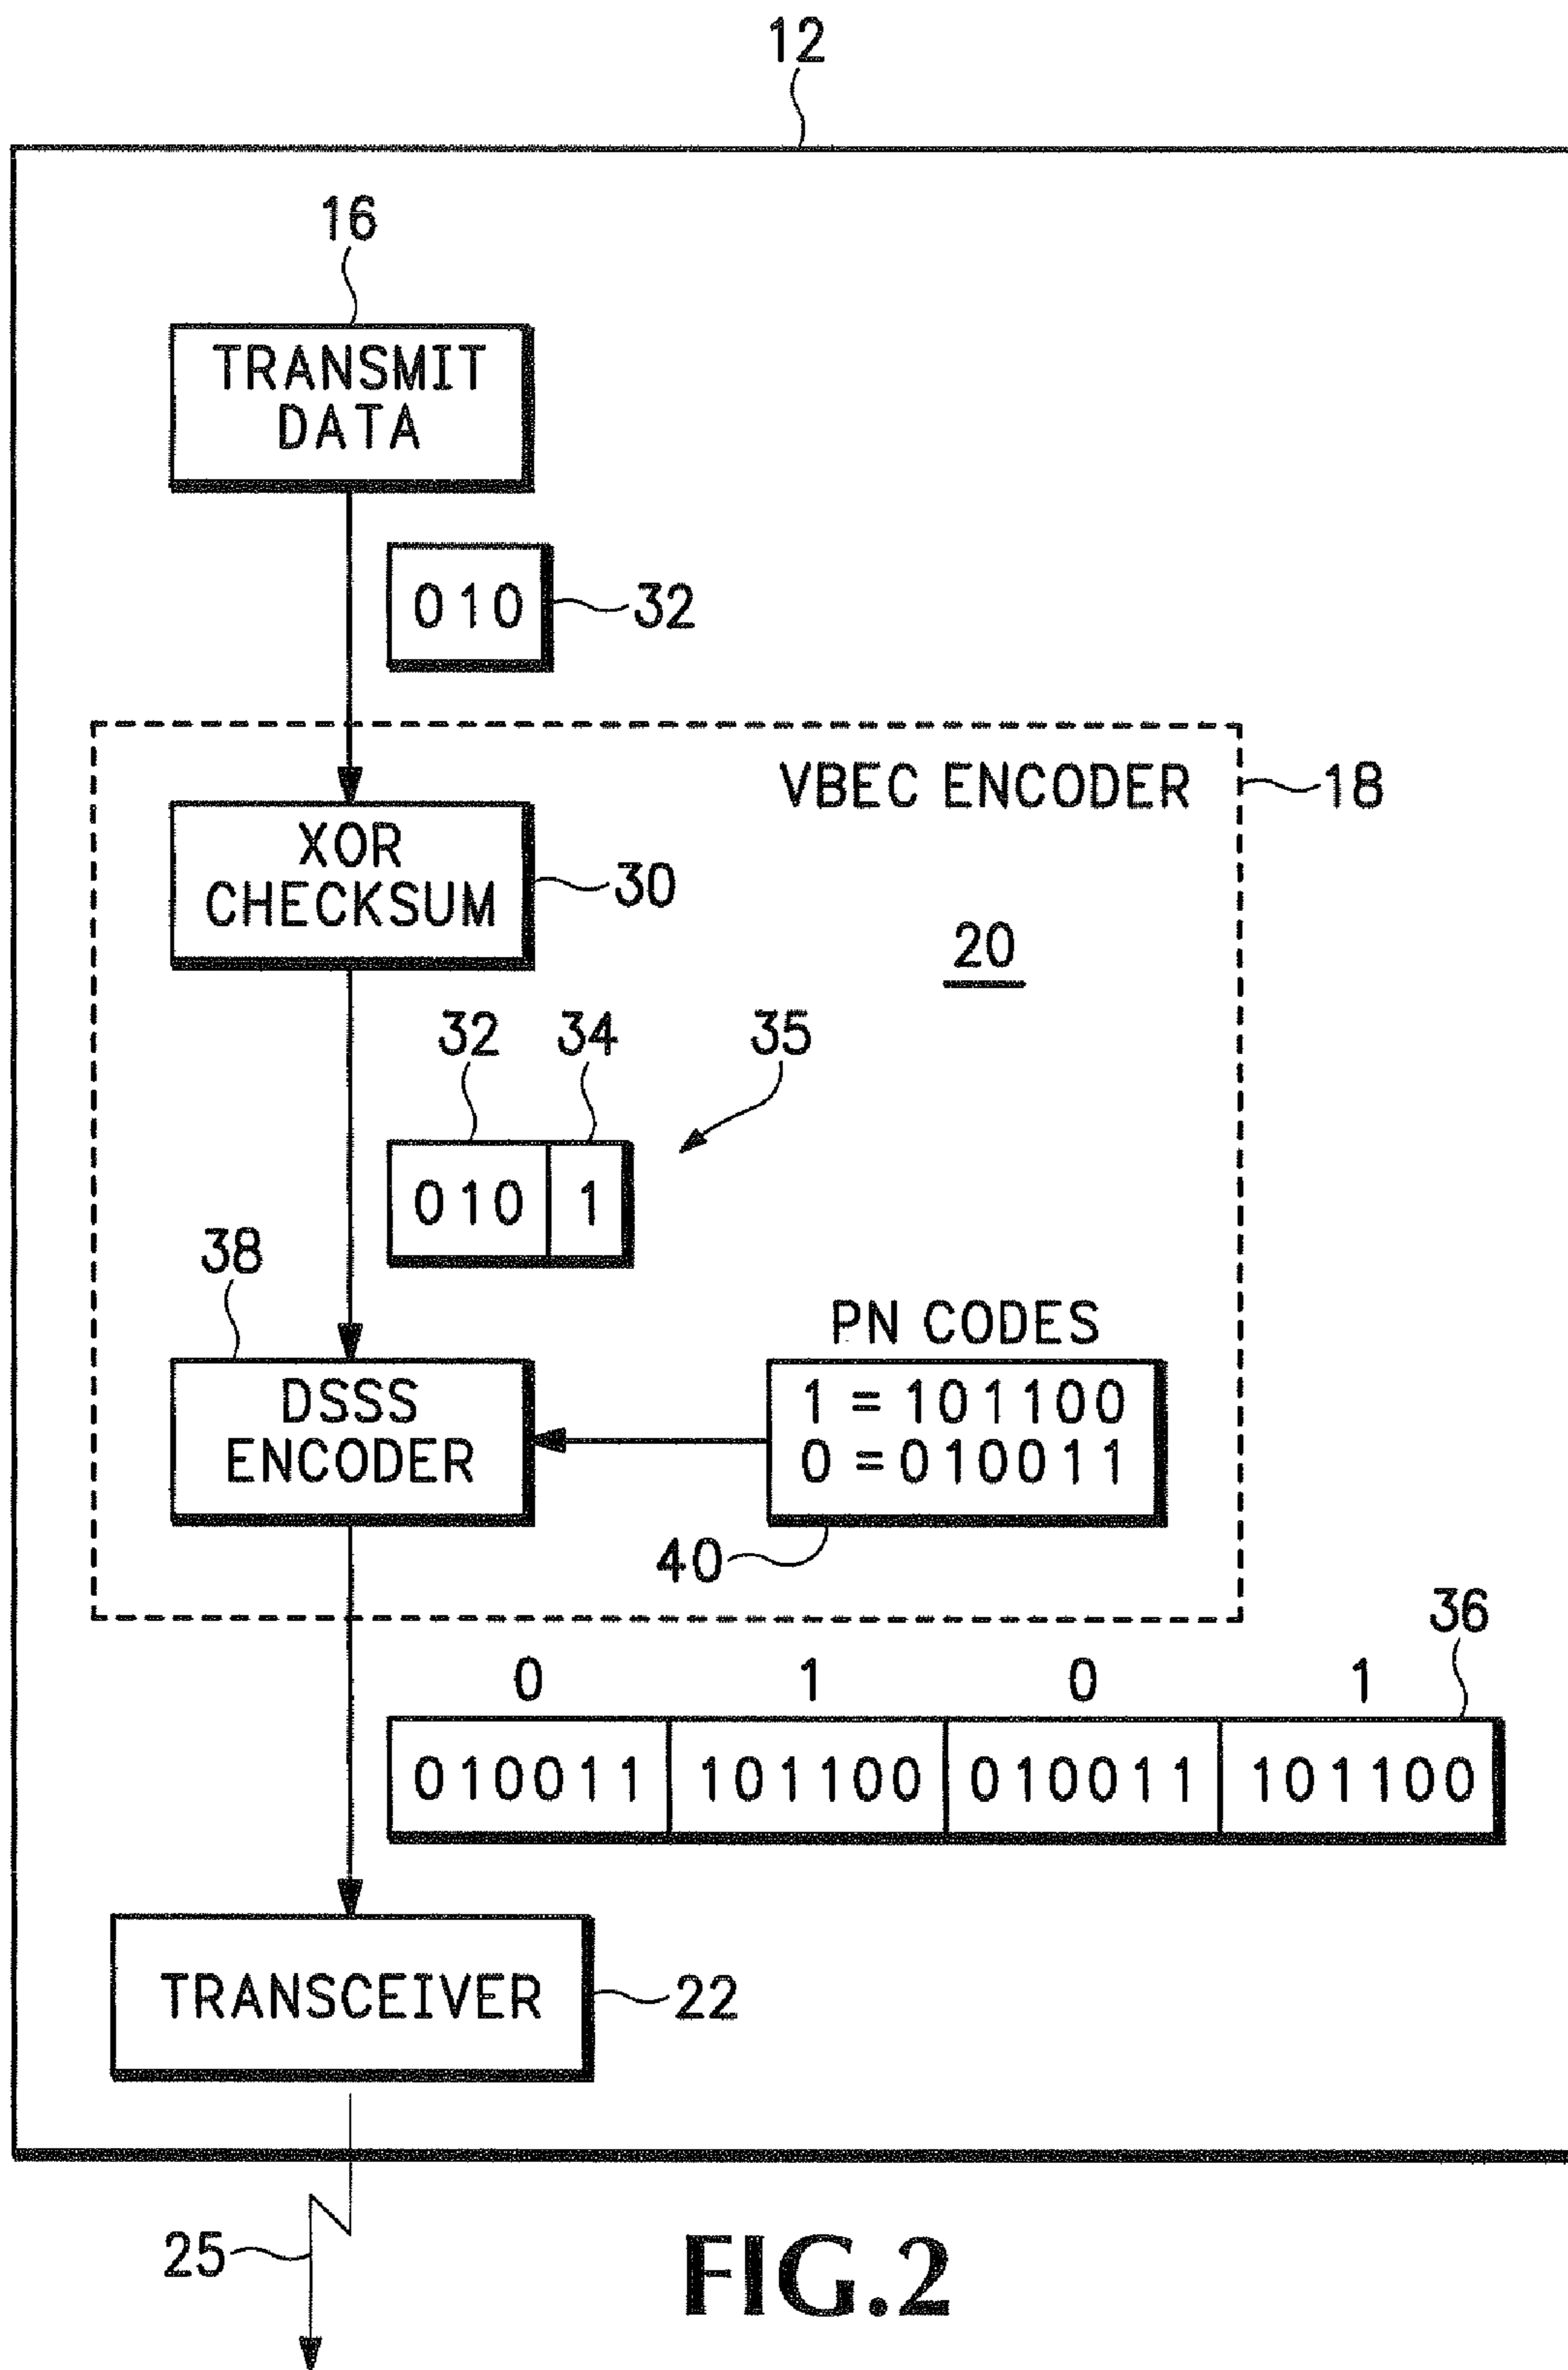 12
16
TRANSMIT
DATA
010
32
VBEC ENCODER
18
XOR
CHECKSUM
30
20
32
34
35
010
1
38
PN CODES
DSSS
ENCODER
1 = 101100
0 = 010011
40
36
0
1
0
1
010011
101100
010011
101100
TRANSCEIVER
22
25
FIG.2